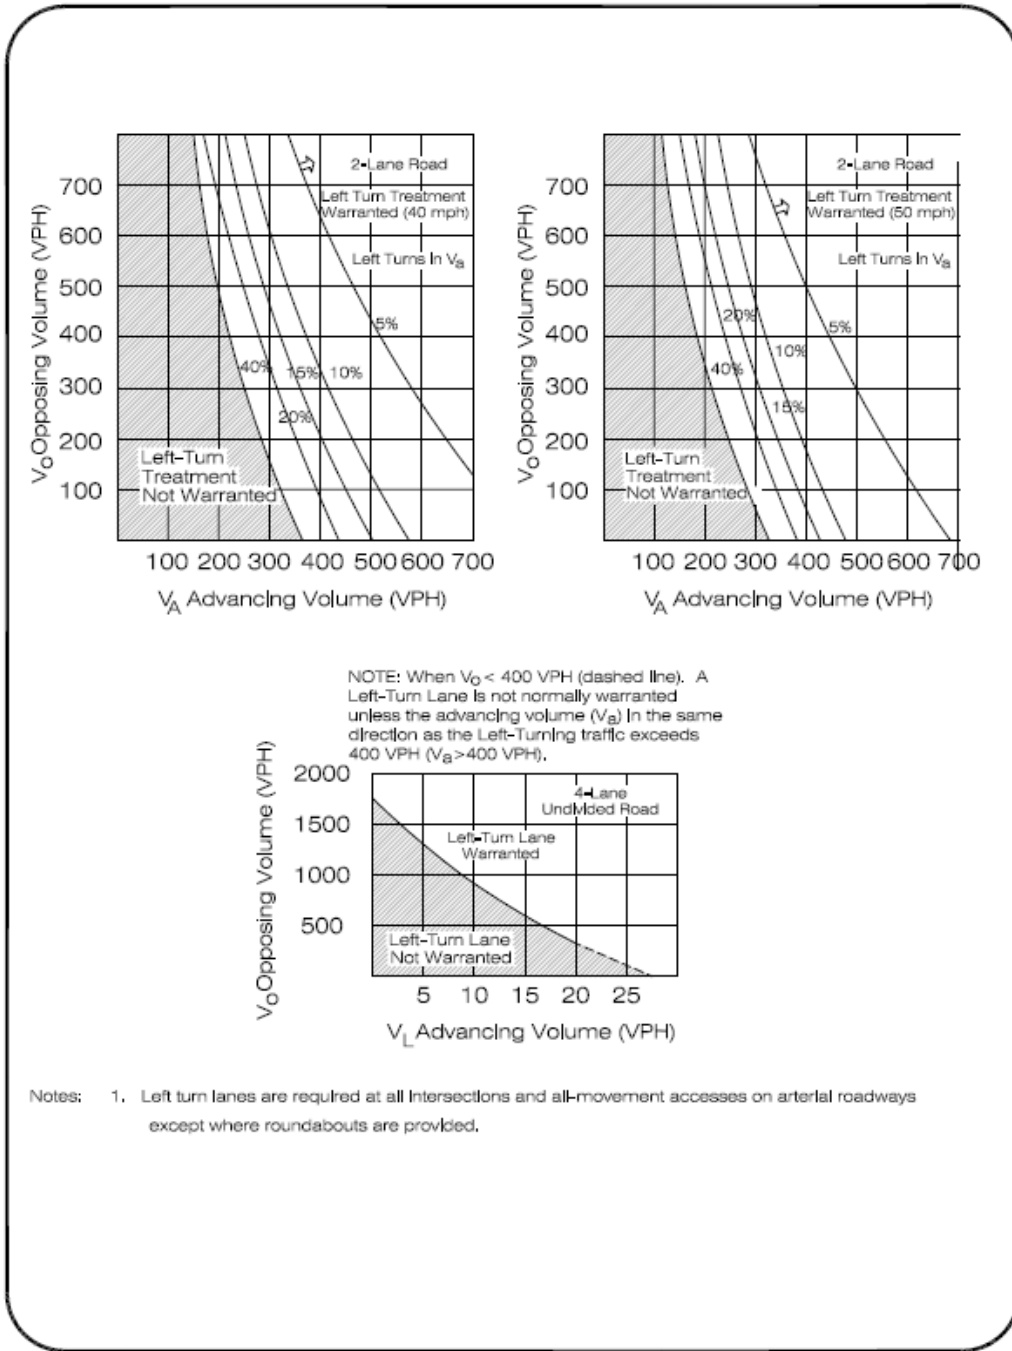 2-Lane Road
Left Turn Treatment
Warranted (40 mph)
Left Turns In Va
700
600
500
400
300
200
100
5%
40%
15%
10%
20%
Left-Turn
Treatment
Not Warranted
VO Opposing Volume (VPH)
100 200 300 400 500 600 700
VA Advancing Volume (VPH)
2-Lane Road
Left Turn Treatment
Warranted (50 mph)
Left Turns In Va
700
600
500
400
300
200
100
20%
5%
10%
40%
15%
Left-Turn
Treatment
Not Warranted
VO Opposing Volume (VPH)
100 200 300 400 500 600 700
VA Advancing Volume (VPH)
NOTE: When VO < 400 VPH (dashed line). A
Left-Turn Lane is not normally warranted
unless the advancing volume (Va) in the same
direction as the Left-Turning traffic exceeds
400 VPH (Va>400 VPH).
2000
1500
1000
500
4-Lane
Undivided Road
Left-Turn Lane
Warranted
Left-Turn Lane
Not Warranted
VO Opposing Volume (VPH)
5 10 15 20 25
VL Advancing Volume (VPH)
Notes: 1. Left turn lanes are required at all intersections and all-movement accesses on arterial roadways
except where roundabouts are provided.